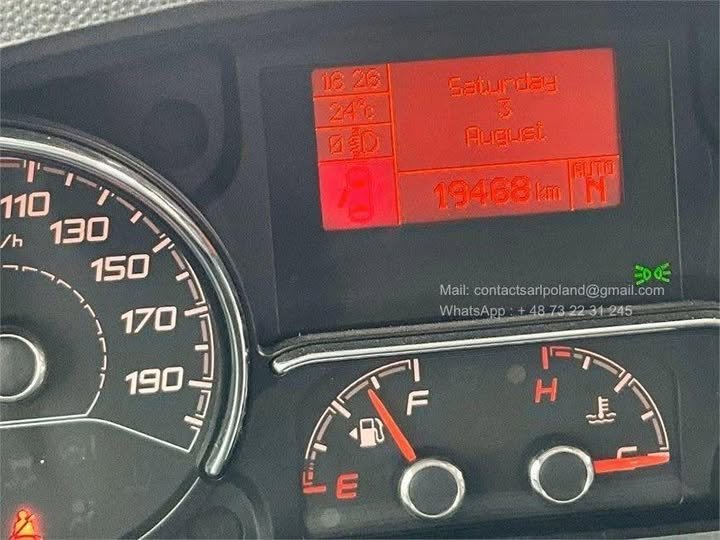 16 26
24°C
0
Saturday
3
August
19468 km
AUTO
N
110
130
150
170
190
/h
Mail: contactsarlpoland@gmail.com
WhatsApp : + 48 73 22 31 245
F
E
H
C